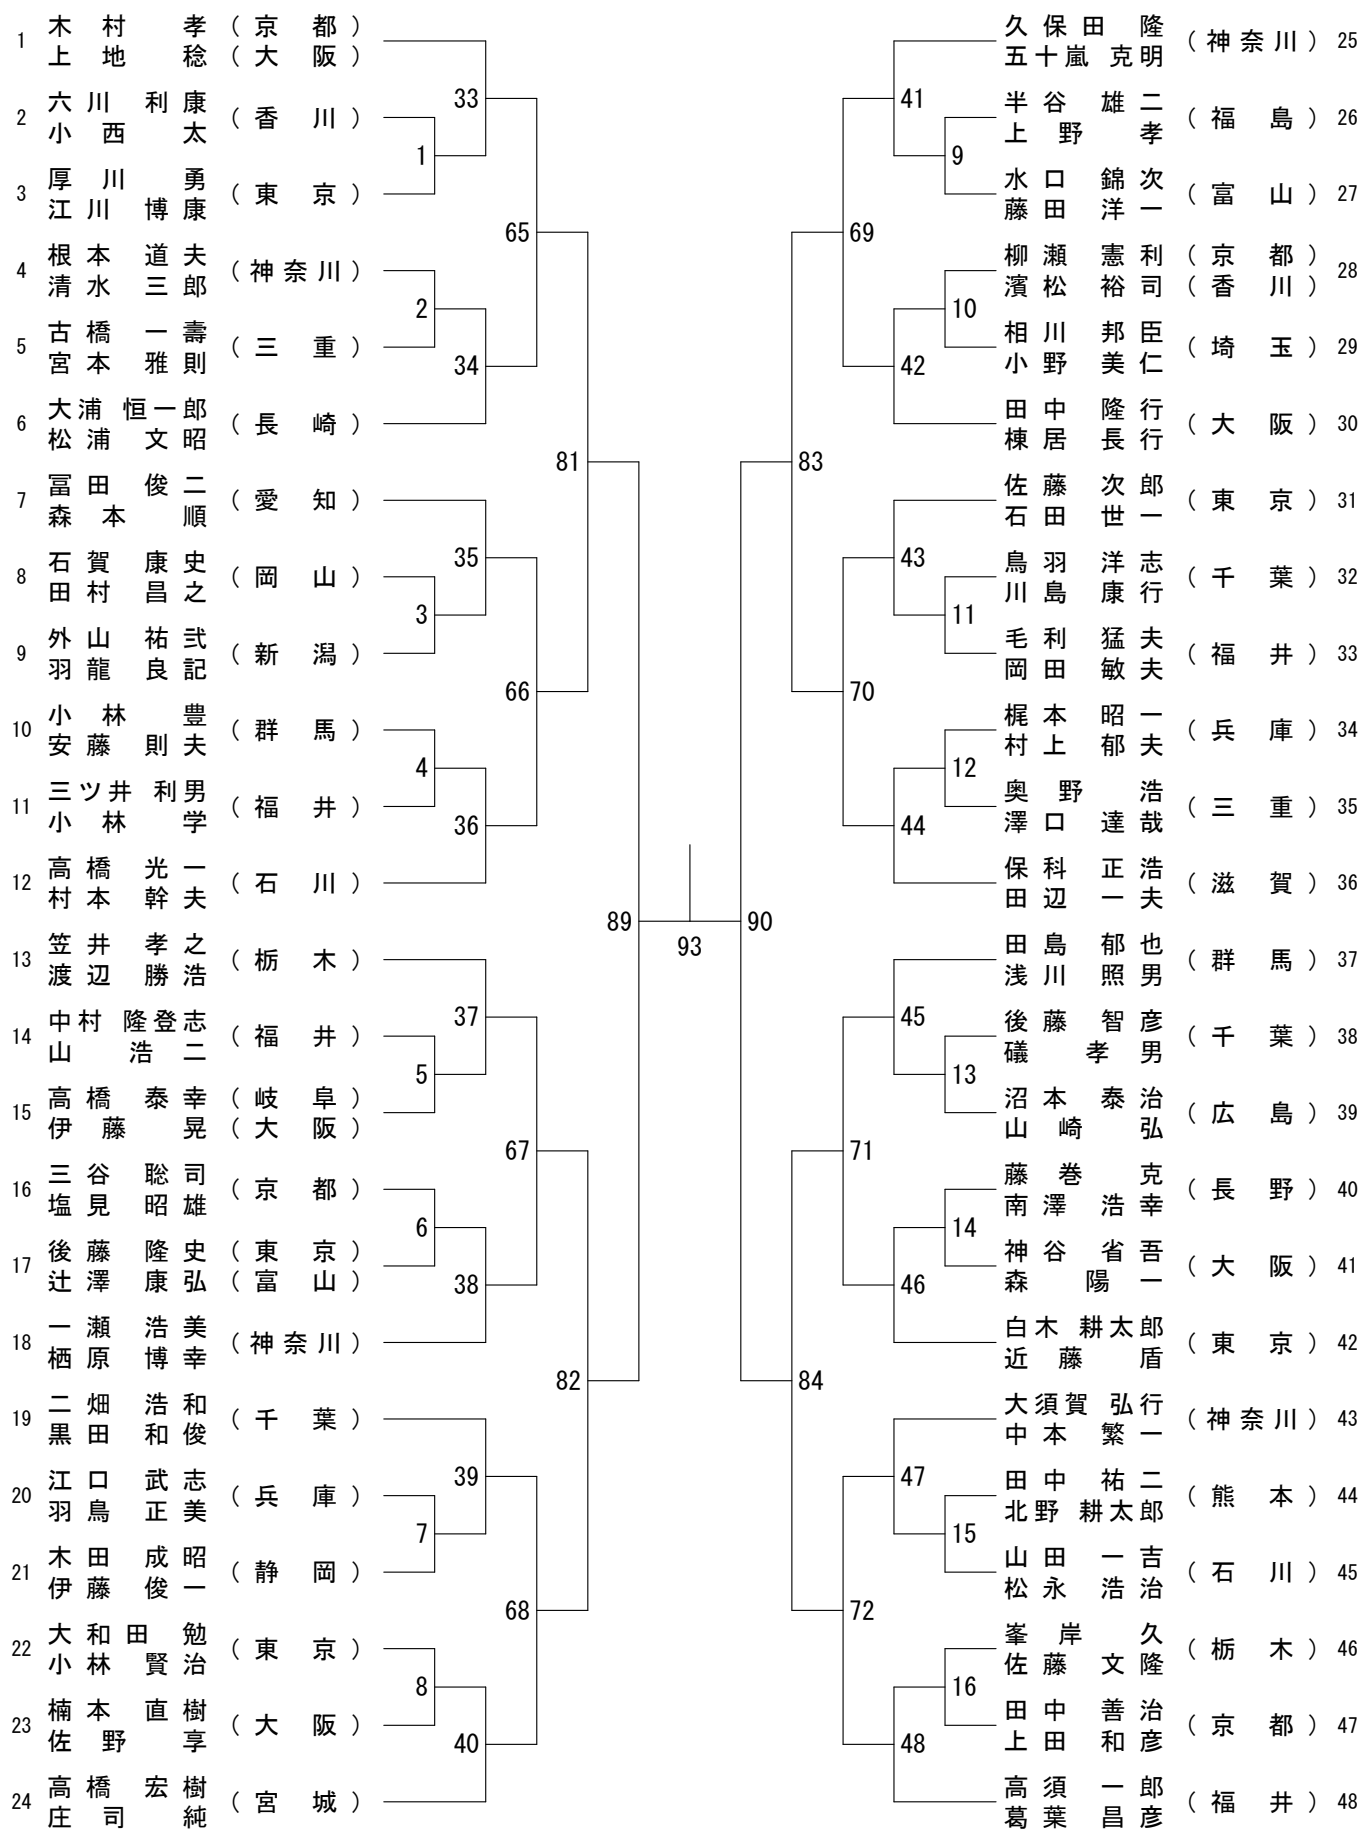 1 木村 孝 (京都)
上地 稔 (大阪)
33
2 六川 利康 (香川)
小西 太
1
3 厚川 勇 (東京)
江川 博康
65
4 根本 道夫 (神奈川)
清水 三郎
2
5 古橋 一壽 (三重)
宮本 雅則
34
6 大浦 恒一郎 (長崎)
松浦 文昭
81
7 冨田 俊二 (愛知)
森本 順
35
8 石賀 康史 (岡山)
田村 昌之
3
9 外山 祐弐 (新潟)
羽龍 良記
66
10 小林 豊 (群馬)
安藤 則夫
4
11 三ツ井 利男 (福井)
小林 学
36
12 高橋 光一 (石川)
村本 幹夫
89
13 笠井 孝之 (栃木)
渡辺 勝浩
37
14 中村 隆登志 (福井)
山 浩二
5
15 高橋 泰幸 (岐阜)
伊藤 晃 (大阪)
67
16 三谷 聡司 (京都)
塩見 昭雄
6
17 後藤 隆史 (東京)
辻澤 康弘 (富山)
38
18 一瀬 浩美 (神奈川)
栖原 博幸
82
19 二畑 浩和 (千葉)
黒田 和俊
39
20 江口 武志 (兵庫)
羽鳥 正美
7
21 木田 成昭 (静岡)
伊藤 俊一
68
22 大和田 勉 (東京)
小林 賢治
8
23 楠本 直樹 (大阪)
佐野 享
40
24 高橋 宏樹 (宮城)
庄司 純
93
久保田 隆 (神奈川) 25
五十嵐 克明
41
半谷 雄二 (福島) 26
上野 孝
9
水口 錦次 (富山) 27
藤田 洋一
69
柳瀬 憲利 (京都) 28
濱松 裕司 (香川)
10
相川 邦臣 (埼玉) 29
小野 美仁
42
田中 隆行 (大阪) 30
棟居 長行
83
佐藤 次郎 (東京) 31
石田 世一
43
鳥羽 洋志 (千葉) 32
川島 康行
11
毛利 猛夫 (福井) 33
岡田 敏夫
70
梶本 昭一 (兵庫) 34
村上 郁夫
12
奥野 浩 (三重) 35
澤口 達哉
44
保科 正浩 (滋賀) 36
田辺 一夫
90
田島 郁也 (群馬) 37
浅川 照男
45
後藤 智彦 (千葉) 38
礒 孝男
13
沼本 泰治 (広島) 39
山崎 弘
71
藤巻 克 (長野) 40
南澤 浩幸
14
神谷 省吾 (大阪) 41
森 陽一
46
白木 耕太郎 (東京) 42
近藤 盾
84
大須賀 弘行 (神奈川) 43
中本 繁一
47
田中 祐二 (熊本) 44
北野 耕太郎
15
山田 一吉 (石川) 45
松永 浩治
72
峯岸 久 (栃木) 46
佐藤 文隆
16
田中 善治 (京都) 47
上田 和彦
48
高須 一郎 (福井) 48
葛葉 昌彦